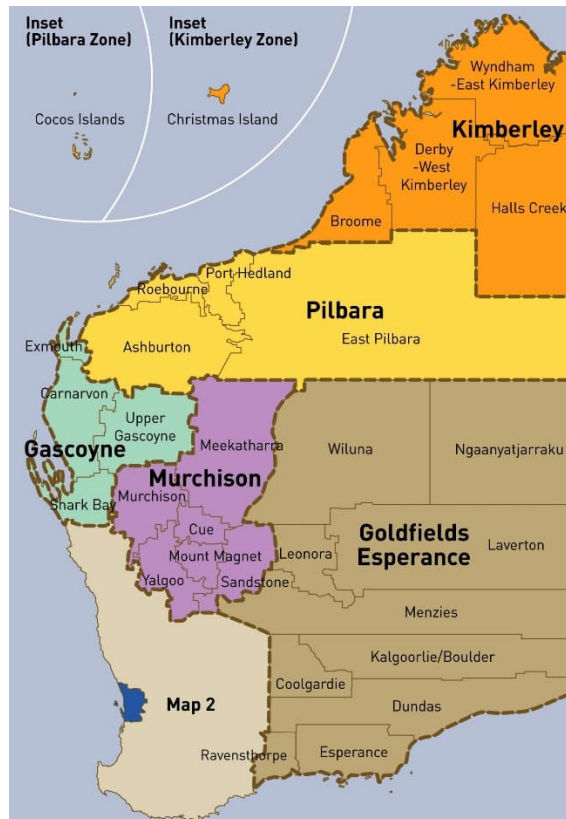 Inset
(Pilbara Zone)
Inset
(Kimberley Zone)
Cocos Islands
Christmas Island
Wyndham
-East Kimberley
Kimberley
Derby
-West
Kimberley
Halls Creek
Broome
Port Hedland
Roebourne
Pilbara
East Pilbara
Exmouth
Ashburton
Carnarvon
Upper
Gascoyne
Gascoyne
Meekatharra
Wiluna
Ngaanyatjarraku
Murchison
Murchison
Shark Bay
Cue
Goldfields
Esperance
Mount Magnet
Leonora
Laverton
Yalgoo
Sandstone
Menzies
Kalgoorlie/Boulder
Coolgardie
Map 2
Dundas
Ravensthorpe
Esperance